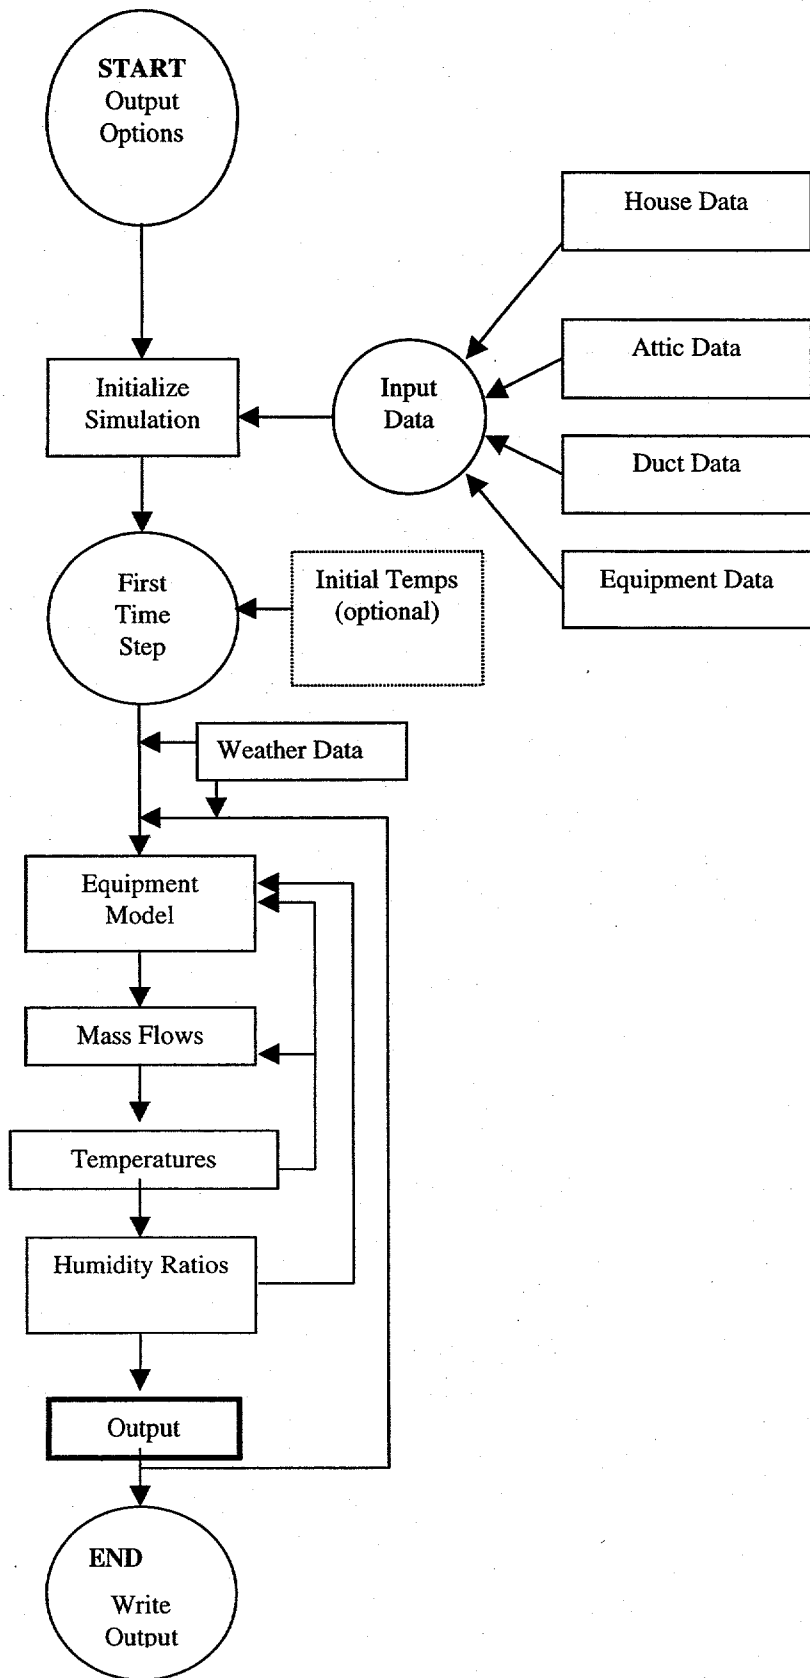 START
Output
Options
House Data
Attic Data
Initialize
Simulation
Input
Data
Duct Data
Equipment Data
First
Time
Step
Initial Temps
(optional)
Weather Data
Equipment
Model
Mass Flows
Temperatures
Humidity Ratios
Output
END
Write
Output